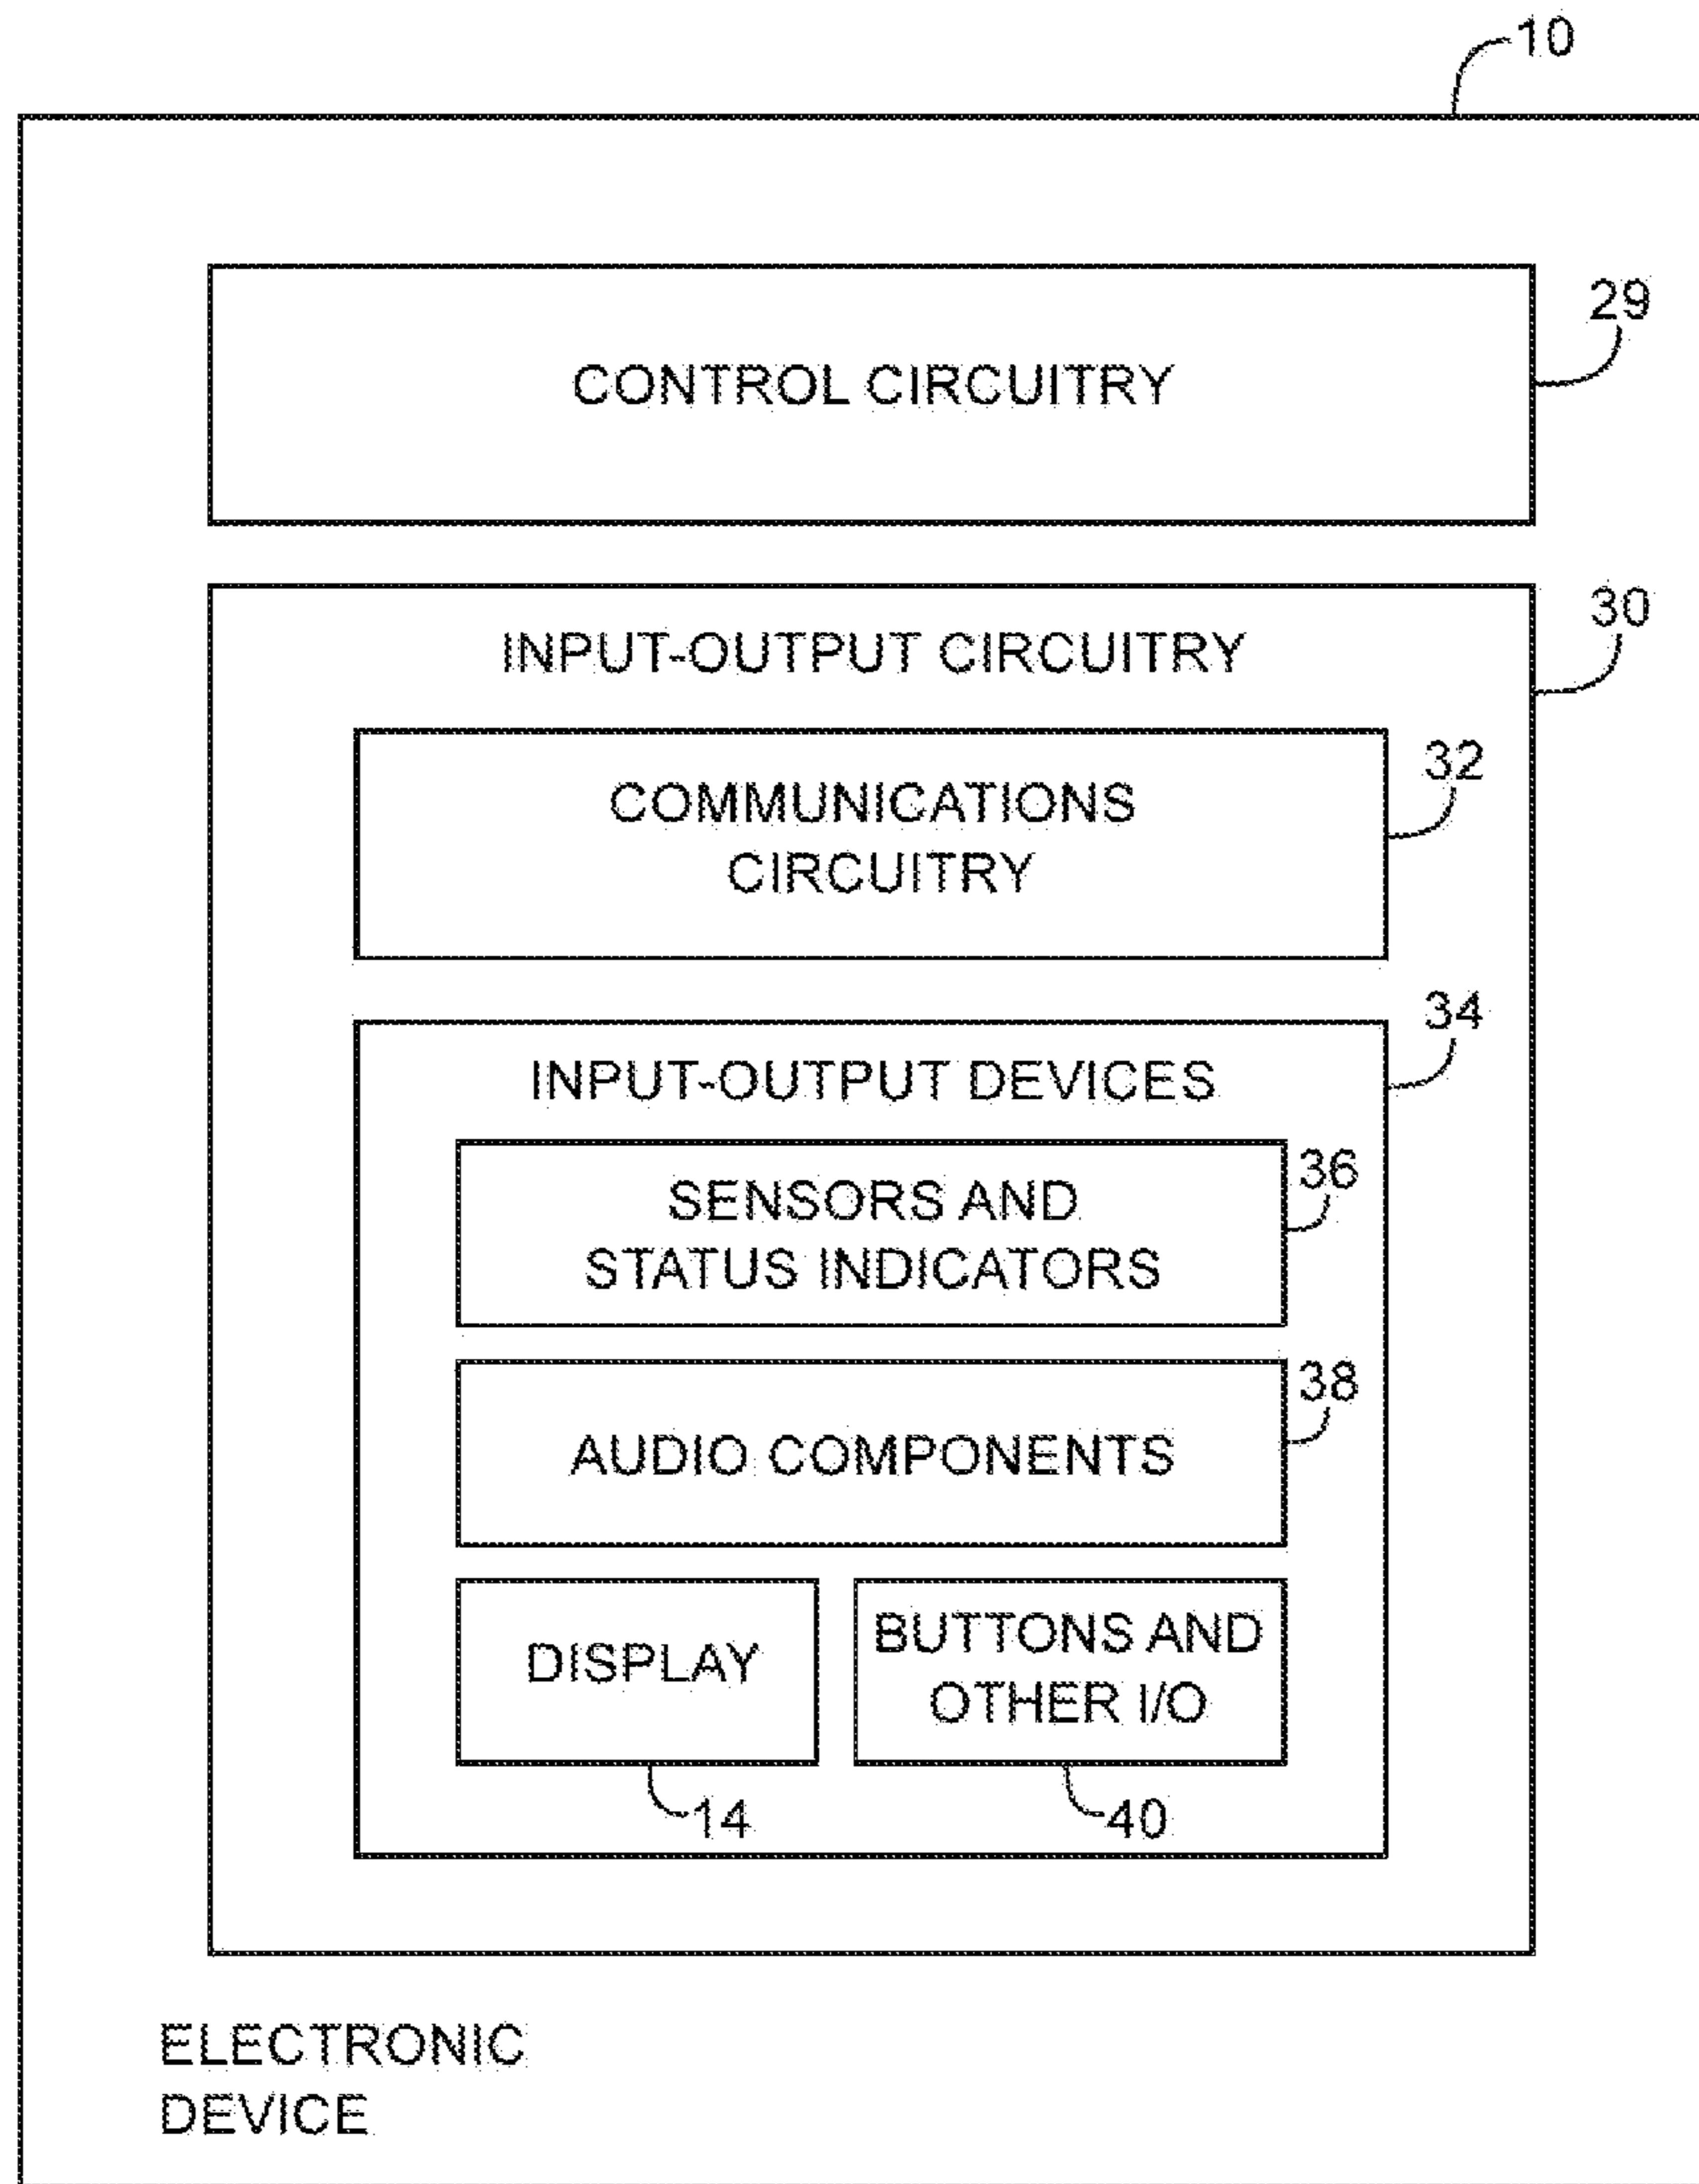 10
CONTROL CIRCUITRY
29
INPUT-OUTPUT CIRCUITRY
30
COMMUNICATIONS
CIRCUITRY
32
INPUT-OUTPUT DEVICES
34
SENSORS AND
STATUS INDICATORS
36
AUDIO COMPONENTS
38
DISPLAY
14
BUTTONS AND
OTHER I/O
40
ELECTRONIC
DEVICE